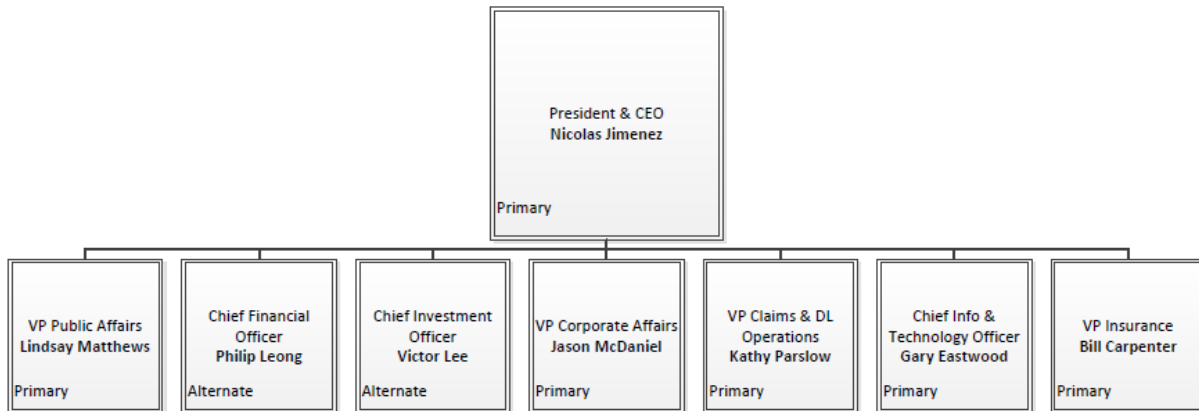 President & CEO
Nicolas Jimenez
Primary
VP Public Affairs
Lindsay Matthews
Primary
Chief Financial
Officer
Philip Leong
Alternate
Chief Investment
Officer
Victor Lee
Alternate
VP Corporate Affairs
Jason McDaniel
Primary
VP Claims & DL
Operations
Kathy Parslow
Primary
Chief Info &
Technology Officer
Gary Eastwood
Primary
VP Insurance
Bill Carpenter
Primary